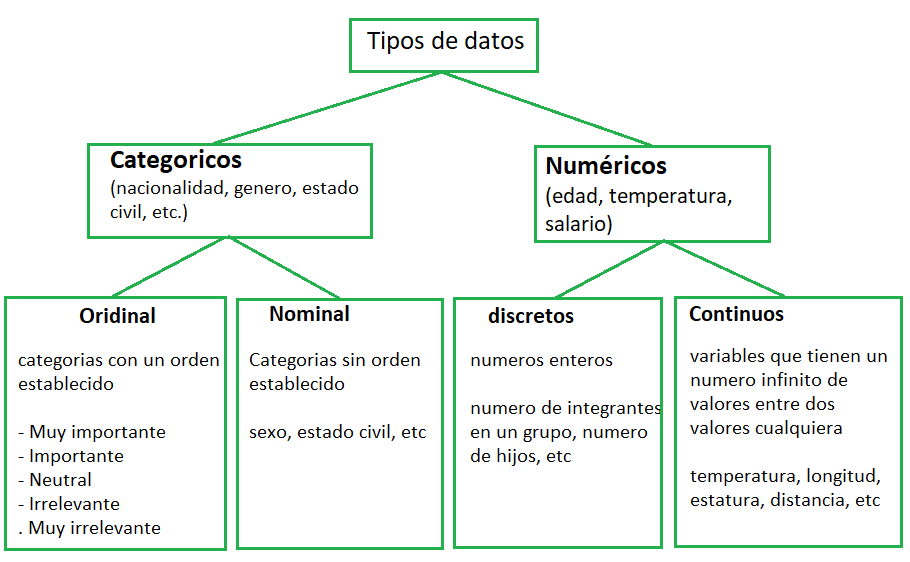 Tipos de datos
Categoricos
(nacionalidad, genero, estado
civil, etc.)
Numéricos
(edad, temperatura,
salario)
Oridinal
categorias con un orden
establecido
- Muy importante
- Importante
- Neutral
- Irrelevante
. Muy irrelevante
Nominal
Categorias sin orden
establecido
sexo, estado civil, etc
discretos
numeros enteros
numero de integrantes
en un grupo, numero
de hijos, etc
Continuos
variables que tienen un
numero infinito de
valores entre dos
valores cualquiera
temperatura, longitud,
estatura, distancia, etc